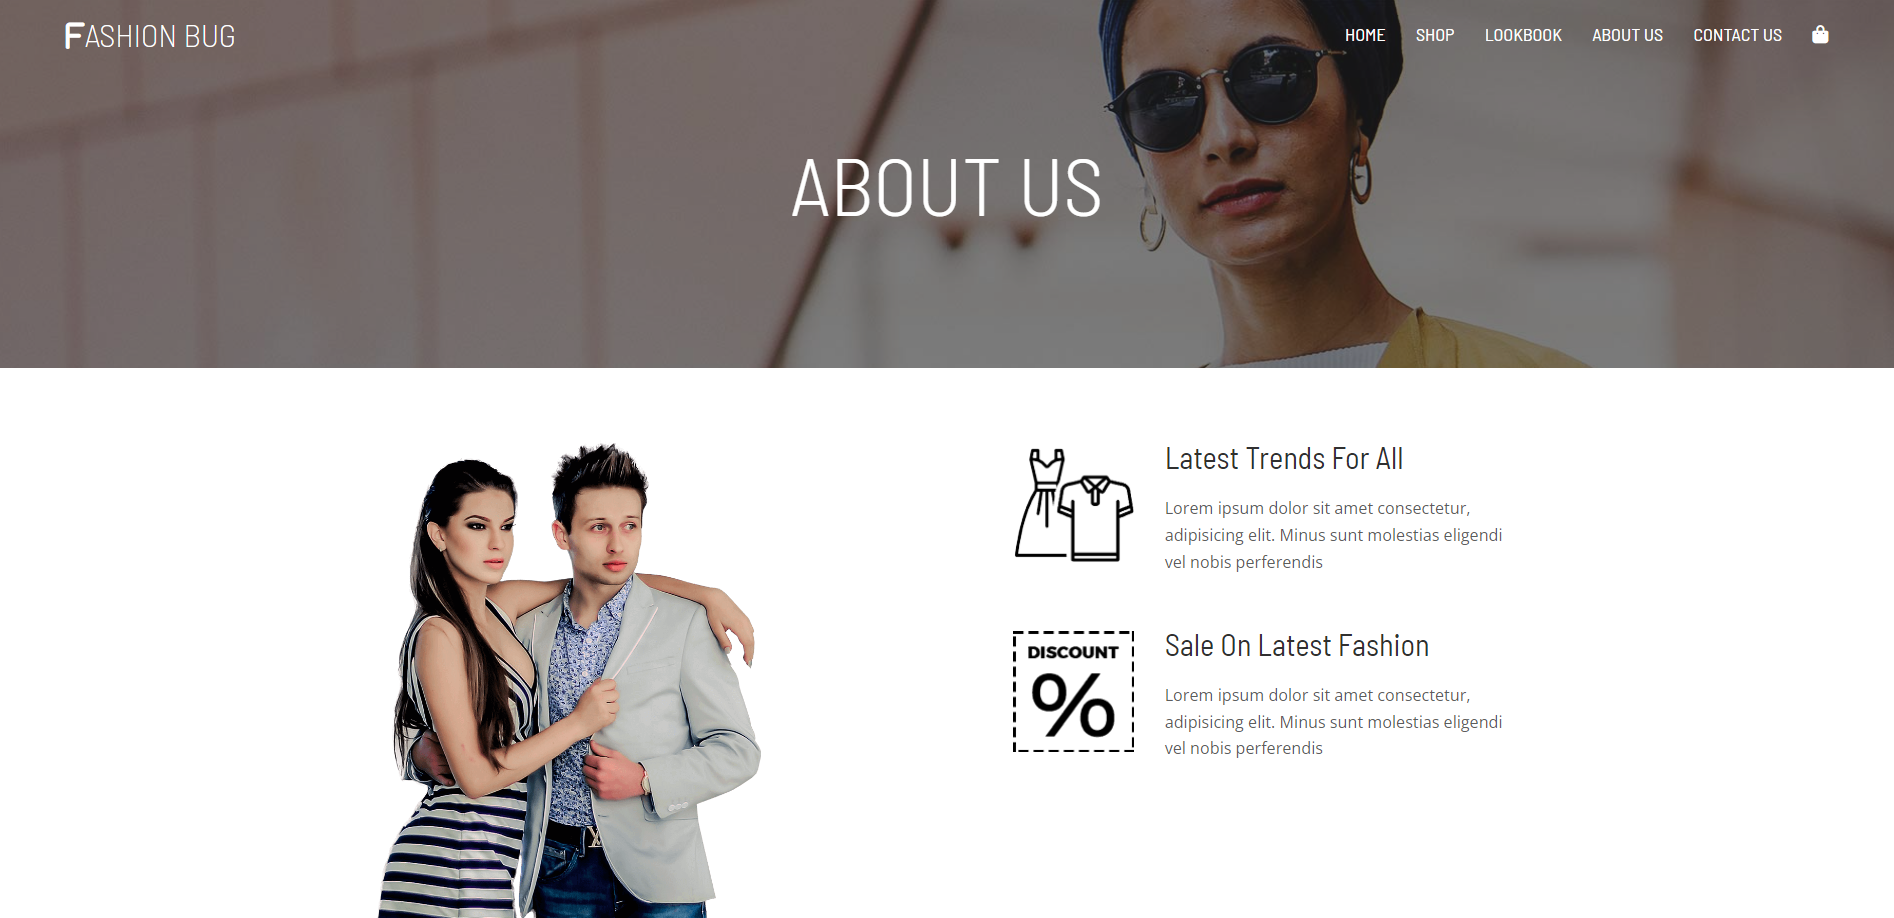 FASHION BUG
HOME SHOP LOOKBOOK ABOUT US CONTACT US
ABOUT US
Latest Trends For All
Lorem ipsum dolor sit amet consectetur,
adipisicing elit. Minus sunt molestias eligendi
vel nobis perferendis
DISCOUNT
%
Sale On Latest Fashion
Lorem ipsum dolor sit amet consectetur,
adipisicing elit. Minus sunt molestias eligendi
vel nobis perferendis